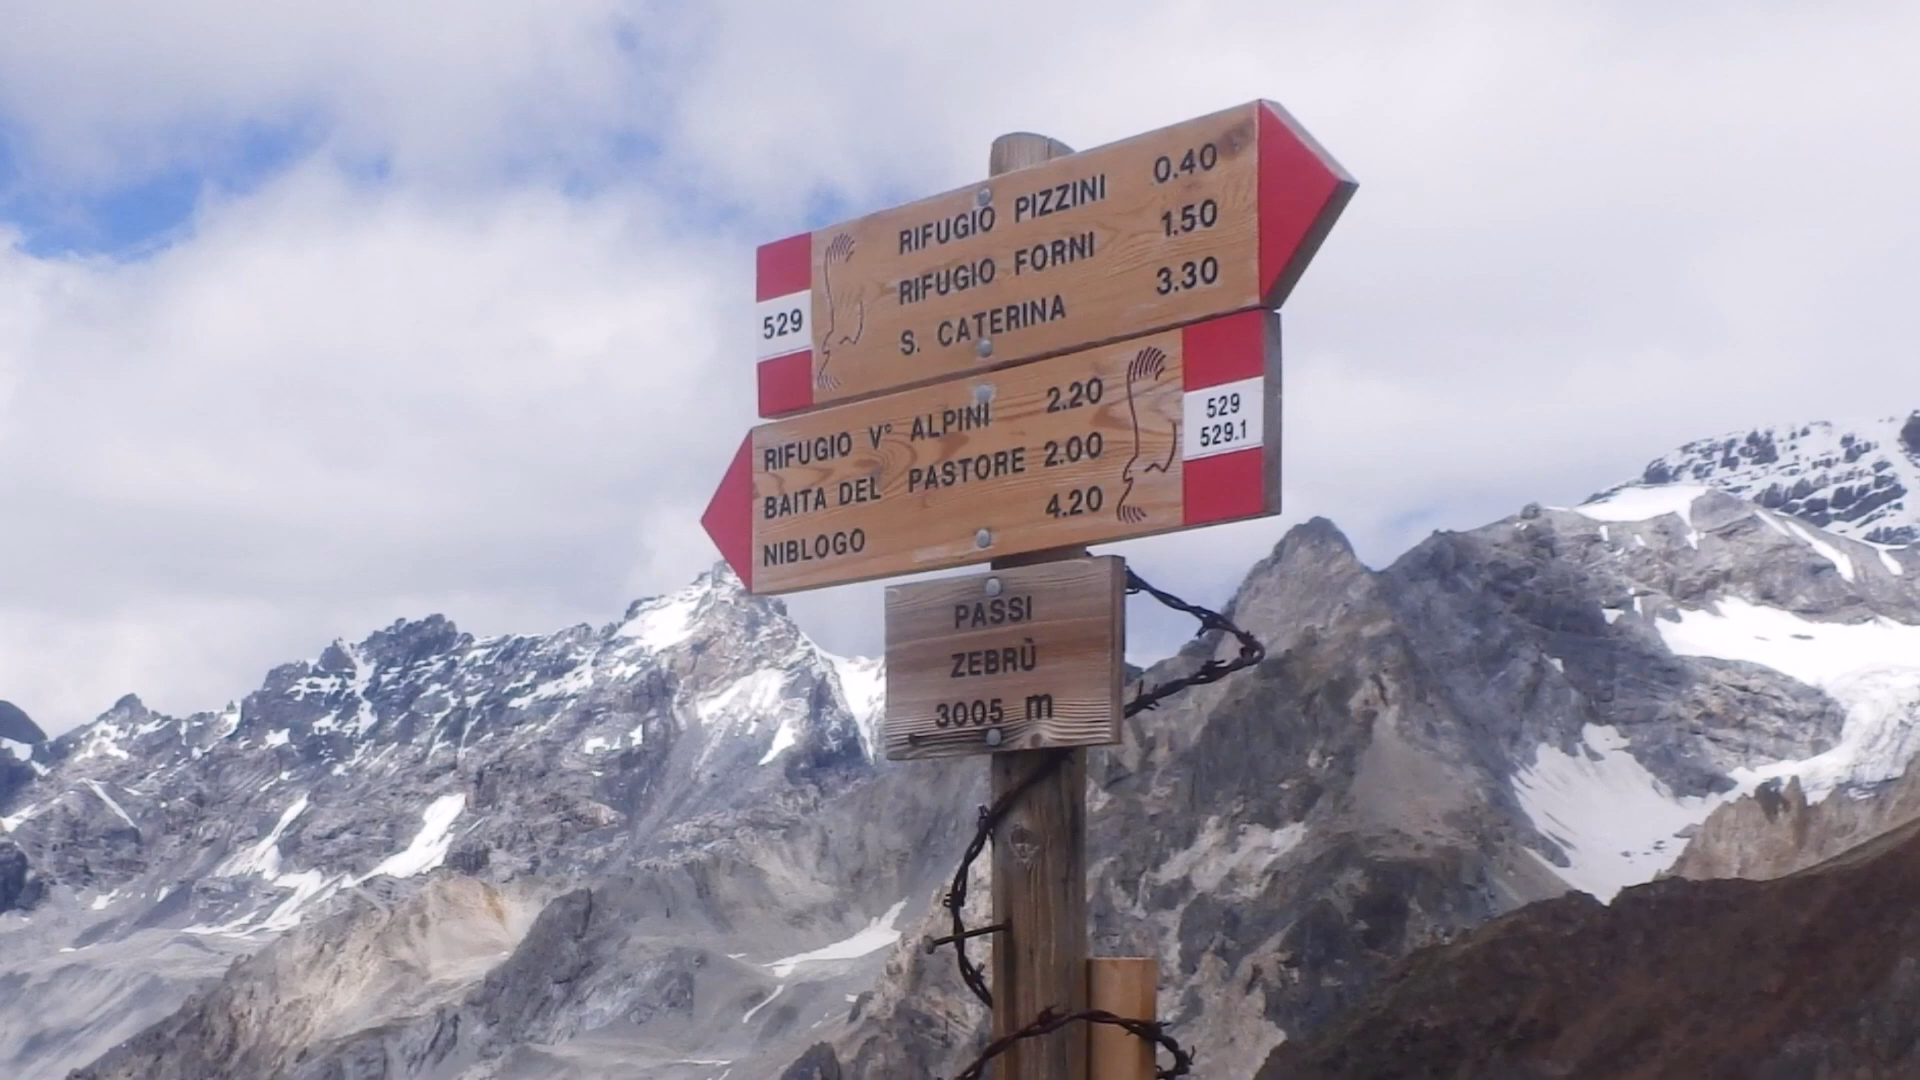 RIFUGIO PIZZINI 0.40
RIFUGIO FORNI 1.50
S. CATERINA 3.30
529
RIFUGIO V° ALPINI 2.20
BAITA DEL PASTORE 2.00
NIBLOGO 4.20
529
529.1
PASSI
ZEBRÙ
3005 m